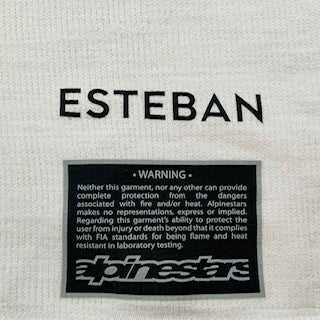 ESTEBAN
• WARNING •
Neither this garment, nor any other can provide
complete protection from the dangers
associated with fire and/or heat. Alpinestars
makes no representations, express or implied.
Regarding this garment's ability to protect the
user from injury or death beyond that it complies
with FIA standards for being flame and heat
resistant in laboratory testing.
alpinestars